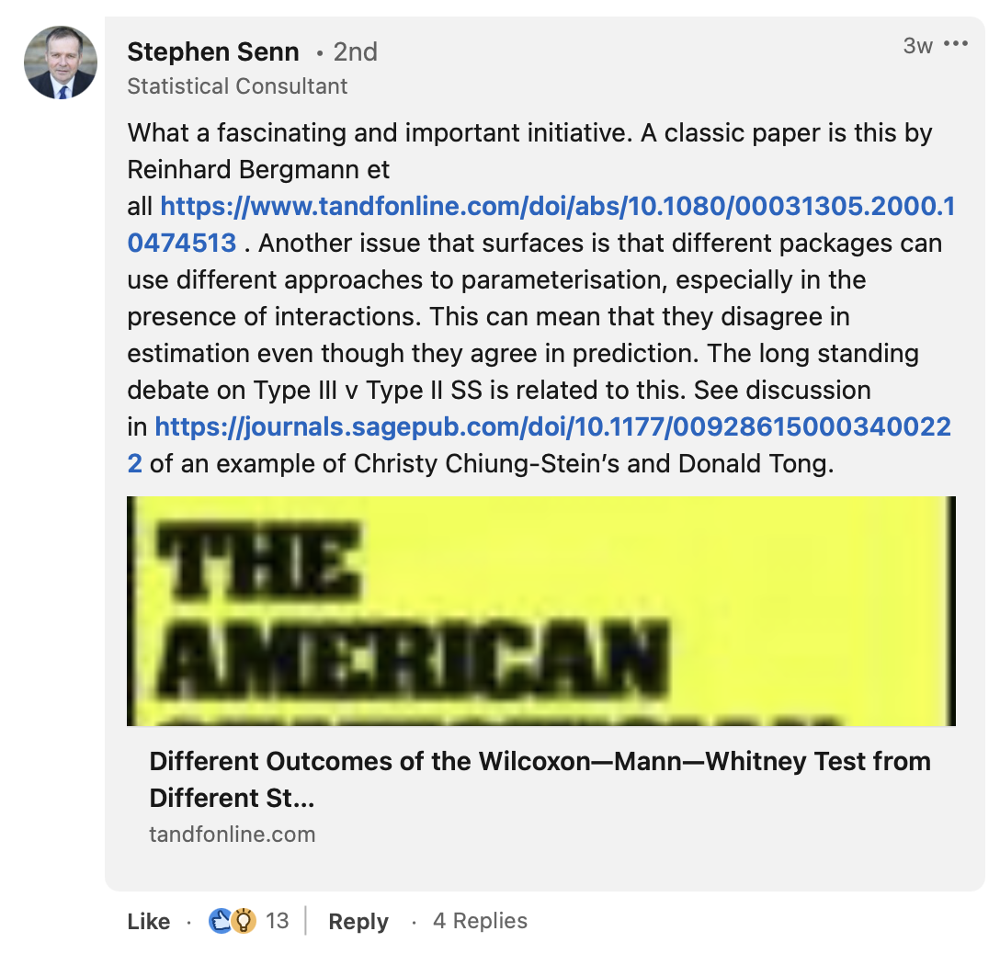 Stephen Senn • 2nd
3w •••
Statistical Consultant
What a fascinating and important initiative. A classic paper is this by
Reinhard Bergmann et
all https://www.tandfonline.com/doi/abs/10.1080/00031305.2000.1
0474513 . Another issue that surfaces is that different packages can
use different approaches to parameterisation, especially in the
presence of interactions. This can mean that they disagree in
estimation even though they agree in prediction. The long standing
debate on Type III v Type II SS is related to this. See discussion
in https://journals.sagepub.com/doi/10.1177/00928615000340022
2 of an example of Christy Chiung-Stein’s and Donald Tong.
THE
AMERICAN
Different Outcomes of the Wilcoxon—Mann—Whitney Test from
Different St...
tandfonline.com
Like · 13 | Reply · 4 Replies